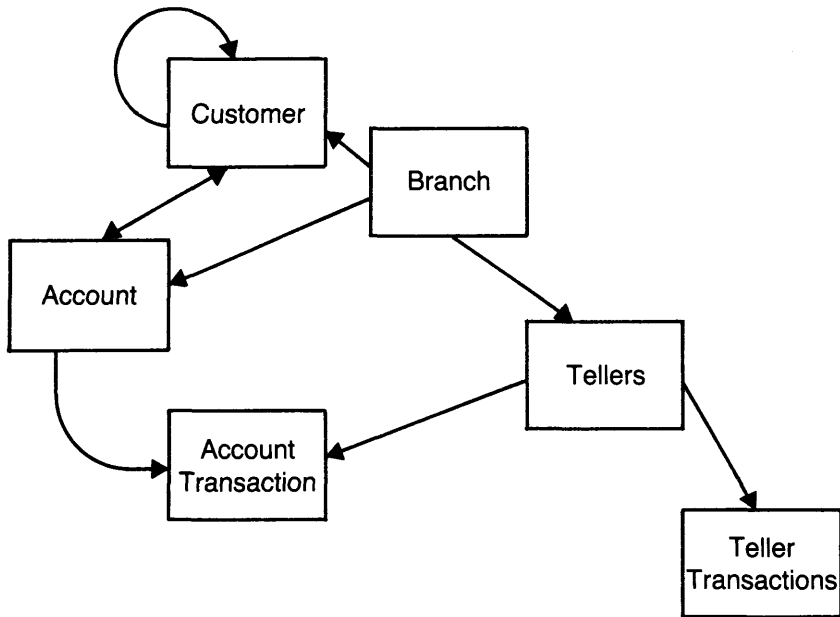 Customer
Branch
Account
Tellers
Account
Transaction
Teller
Transactions